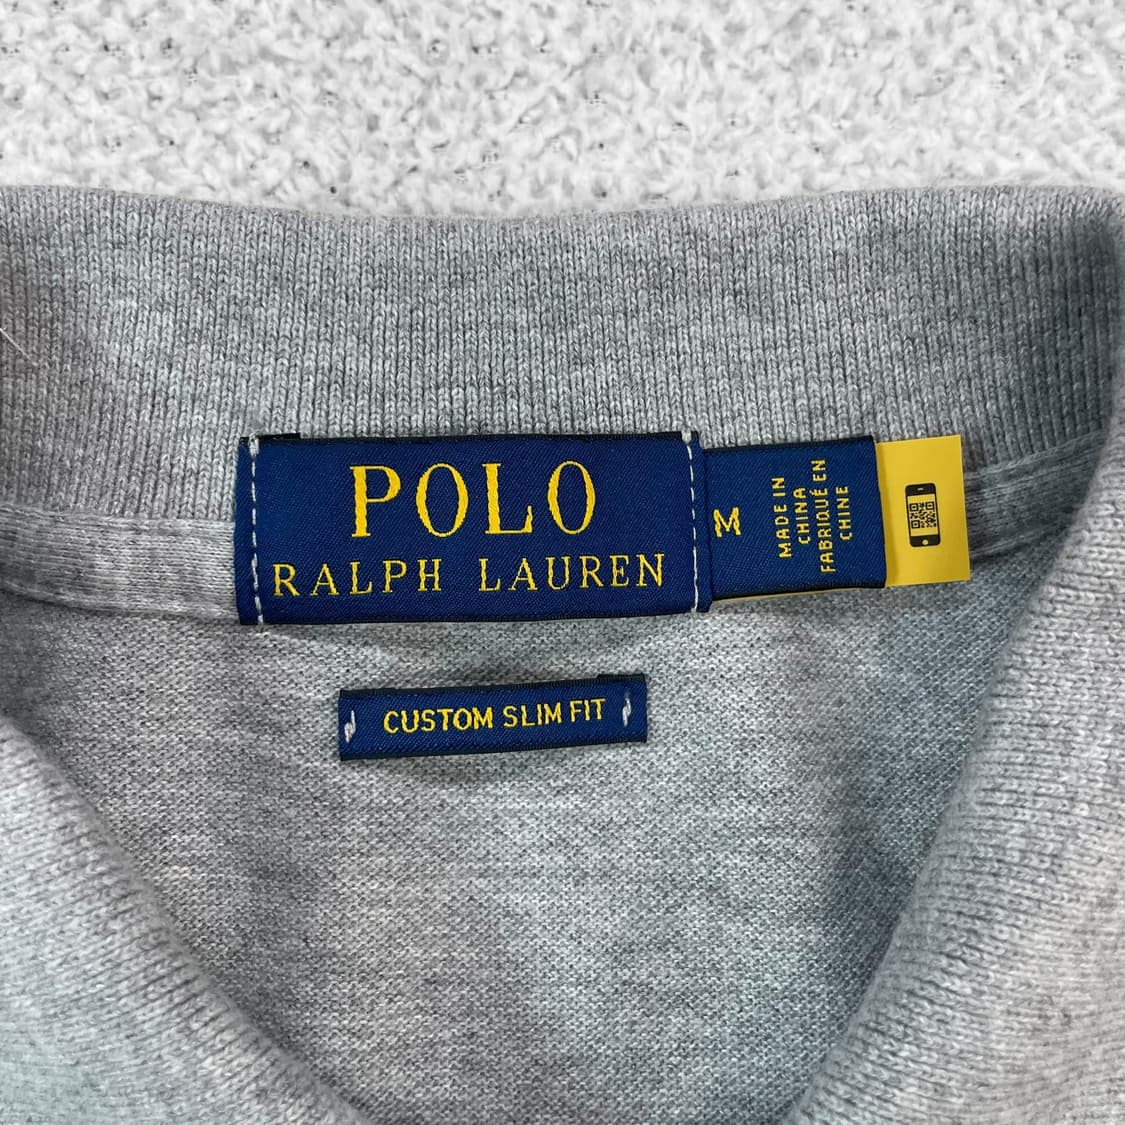 POLO
RALPH LAUREN
M
MADE IN
CHINA
FABRIQUÉ EN
CHINE
CUSTOM SLIM FIT